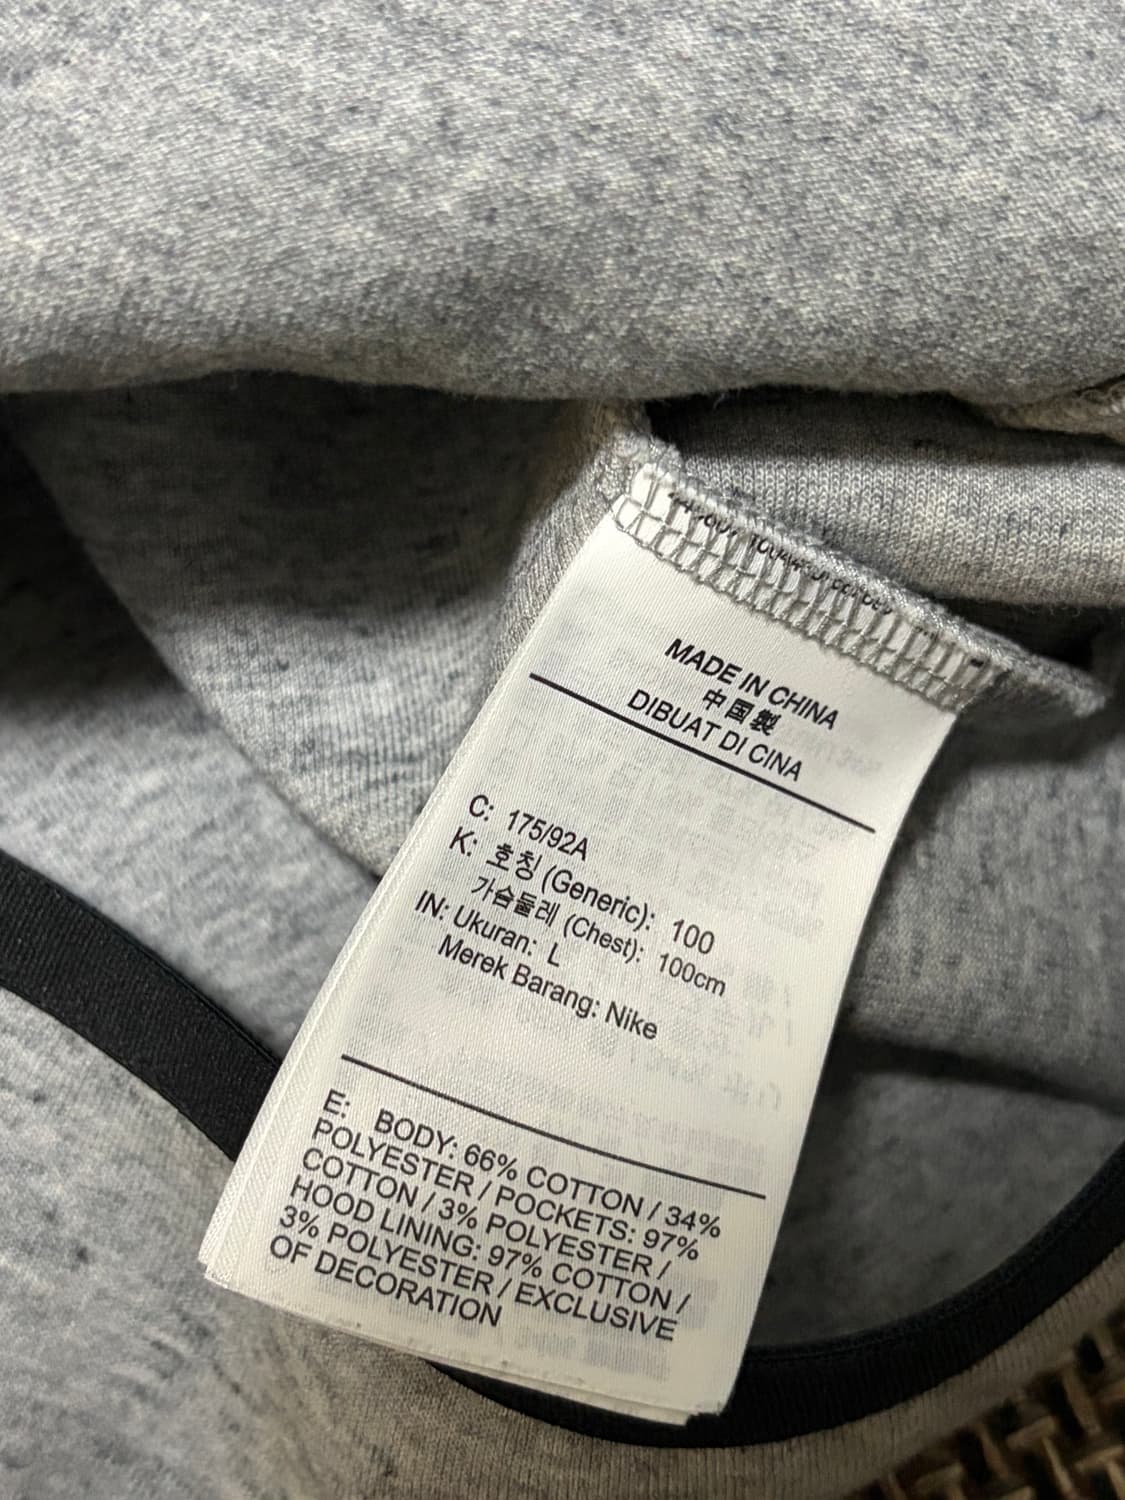 MADE IN CHINA
中国製
DIBUAT DI CINA
C: 175/92A
K: 호칭 (Generic): 100
가슴둘레 (Chest): 100cm
IN: Ukuran: L
Merek Barang: Nike
E: BODY: 66% COTTON / 34%
POLYESTER / POCKETS: 97%
COTTON / 3% POLYESTER /
HOOD LINING: 97% COTTON /
3% POLYESTER / EXCLUSIVE
OF DECORATION